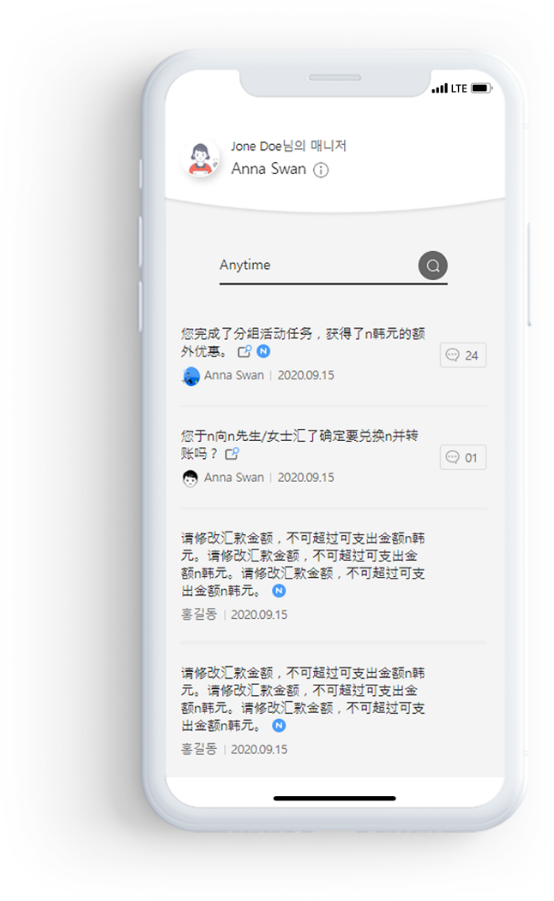 LTE
Jone Doe님의 매니저
Anna Swan
Anytime
您完成了分组活动任务，获得了n韩元的额
外优惠。 N
24
Anna Swan | 2020.09.15
您于n向n先生/女士汇了确定要兑换n并转
账吗？
01
Anna Swan | 2020.09.15
请修改汇款金额，不可超过可支出金额n韩
元。请修改汇款金额，不可超过可支出金
额n韩元。请修改汇款金额，不可超过可支
出金额n韩元。 N
홍길동 | 2020.09.15
请修改汇款金额，不可超过可支出金额n韩
元。请修改汇款金额，不可超过可支出金
额n韩元。请修改汇款金额，不可超过可支
出金额n韩元。 N
홍길동 | 2020.09.15